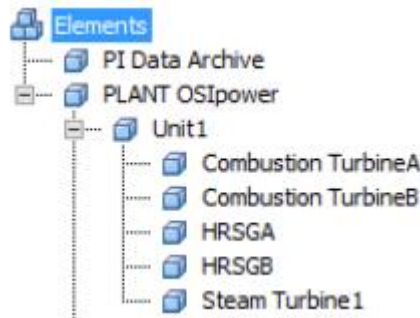 Elements
PI Data Archive
PLANT OSIpower
Unit1
Combustion TurbineA
Combustion TurbineB
HRSGA
HRSGB
Steam Turbine1